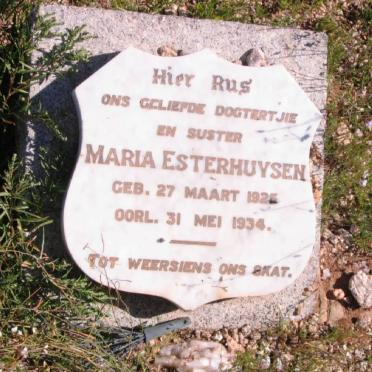 Hier Rus
ONS GELIEFDE DOGTERTJIE
EN SUSTER
MARIA ESTERHUYSEN
GEB. 27 MAART
OORL. 31 MEI 1934.
TOT WEERSIENS ONS SKAT.